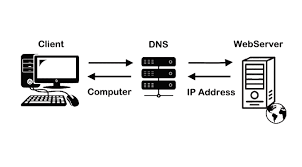 Client
DNS
WebServer
Computer
IP Address